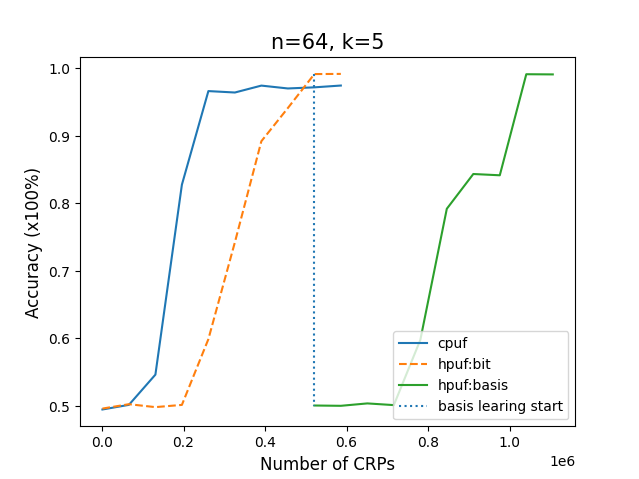 n=64, k=5
Accuracy (x100%)
1.0
0.9
0.8
0.7
0.6
0.5
cpuf
hpuf:bit
hpuf:basis
basis learing start
0.0 0.2 0.4 0.6 0.8 1.0
1e6
Number of CRPs